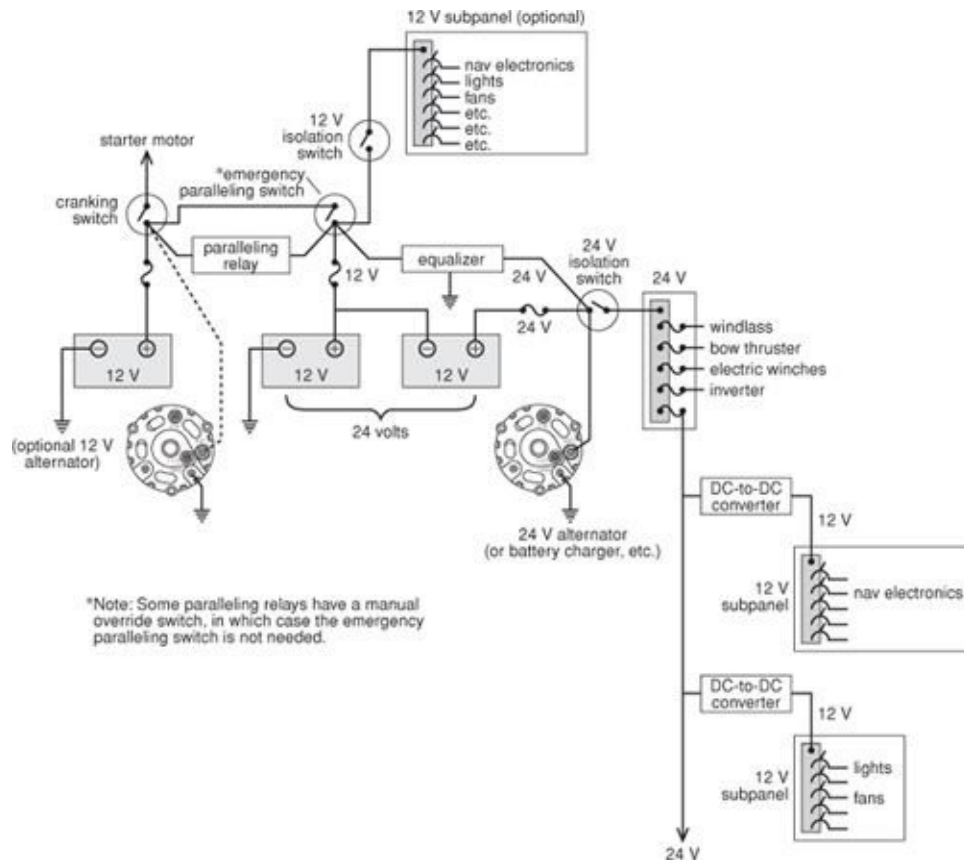 12 V subpanel (optional)
nav electronics
lights
fans
etc.
etc.
etc.
12 V
isolation
switch
starter motor
*emergency
paralleling switch
cranking
switch
paralleling
relay
12 V
equalizer
24 V
24 V
isolation
switch
24 V
24 V
windlass
bow thruster
electric winches
inverter
12 V
12 V
12 V
24 volts
(optional 12 V
alternator)
24 V alternator
(or battery charger, etc.)
DC-to-DC
converter
12 V
12 V
subpanel
nav electronics
*Note: Some paralleling relays have a manual
override switch, in which case the emergency
paralleling switch is not needed.
DC-to-DC
converter
12 V
12 V
subpanel
lights
fans
24 V